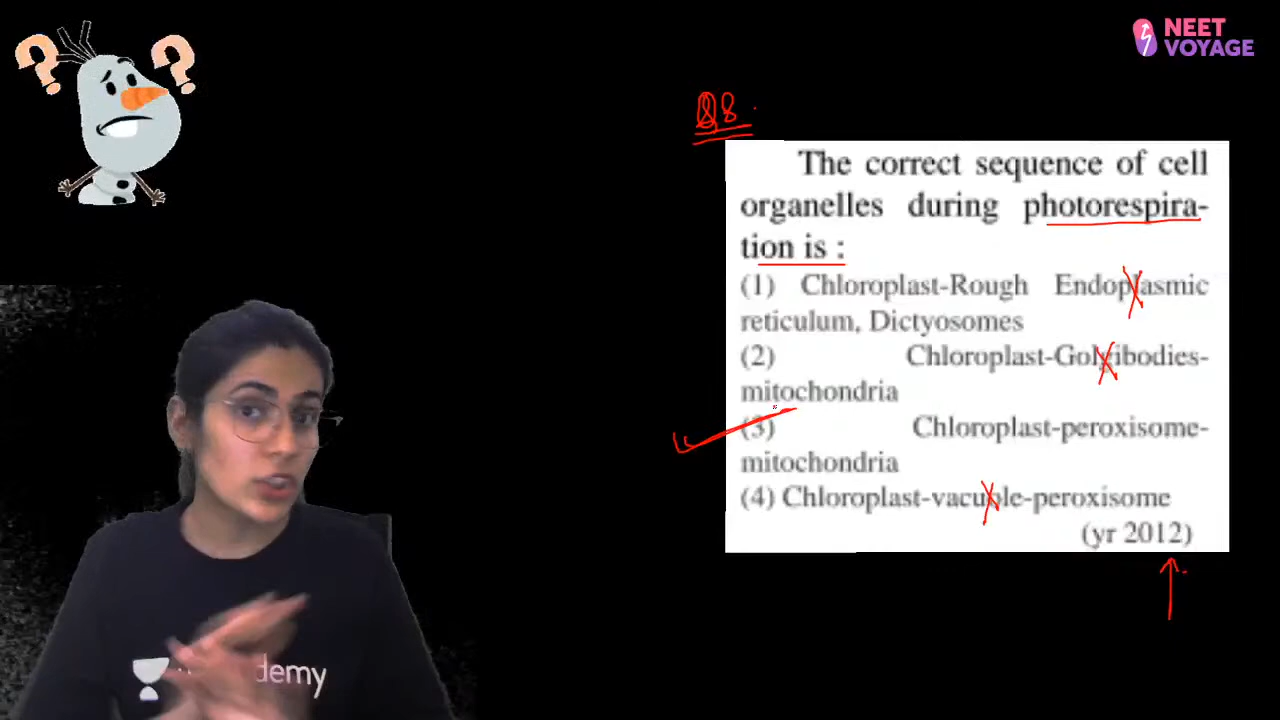 ? ?
NEET
VOYAGE
Q8.
The correct sequence of cell
organelles during photorespira-
tion is :
(1) Chloroplast-Rough Endoplasmic
reticulum, Dictyosomes
(2) Chloroplast-Golgibodies-
mitochondria
(3) Chloroplast-peroxisome-
mitochondria
(4) Chloroplast-vacuole-peroxisome
(yr 2012)
demy